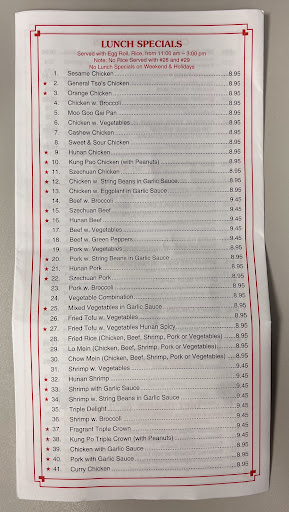 LUNCH SPECIALS
Served with Egg Roll, Rice, from 11:00 am - 3:00 pm
Note: No Rice Served with #28 and #29
No Lunch Specials on Weekend & Holidays
1. Sesame Chicken 8.95
★ 2. General Tso's Chicken 8.95
★ 3. Orange Chicken 8.95
4. Chicken w. Broccoli 8.95
5. Moo Goo Gai Pan 8.95
6. Chicken w. Vegetables 8.95
7. Cashew Chicken 8.95
8. Sweet & Sour Chicken 8.95
★ 9. Hunan Chicken 8.95
★ 10. Kung Pao Chicken (with Peanuts) 8.95
★ 11. Szechuan Chicken 8.95
★ 12. Chicken w. String Beans in Garlic Sauce 8.95
★ 13. Chicken w. Eggplant in Garlic Sauce 8.95
14. Beef w. Broccoli 9.45
★ 15. Szechuan Beef 9.45
★ 16. Hunan Beef 9.45
17. Beef w. Vegetables 9.45
18. Beef w. Green Peppers 9.45
19. Pork w. Vegetables 8.95
★ 20. Pork w. String Beans in Garlic Sauce 8.95
★ 21. Hunan Pork 8.95
★ 22. Szechuan Pork 8.95
23. Pork w. Broccoli 8.95
24. Vegetable Combination 8.95
★ 25. Mixed Vegetables in Garlic Sauce 8.95
26. Fried Tofu w. Vegetables 8.95
★ 27. Fried Tofu w. Vegetables Hunan Spicy 8.95
28. Fried Rice (Chicken, Beef, Shrimp, Pork or Vegetables) 8.95
29. Lo Mein (Chicken, Beef, Shrimp, Pork or Vegetables) 8.95
30. Chow Mein (Chicken, Beef, Shrimp, Pork or Vegetables) 8.95
31. Shrimp w. Vegetables 9.45
★ 32. Hunan Shrimp 9.45
★ 33. Shrimp with Garlic Sauce 9.45
★ 34. Shrimp w. String Beans in Garlic Sauce 9.45
35. Triple Delight 9.45
36. Shrimp w. Broccoli 9.45
★ 37. Fragrant Triple Crown 9.45
★ 38. Kung Po Triple Crown (with Peanuts) 9.45
★ 39. Chicken with Garlic Sauce 8.95
★ 40. Pork with Garlic Sauce 8.95
★ 41. Curry Chicken 8.95